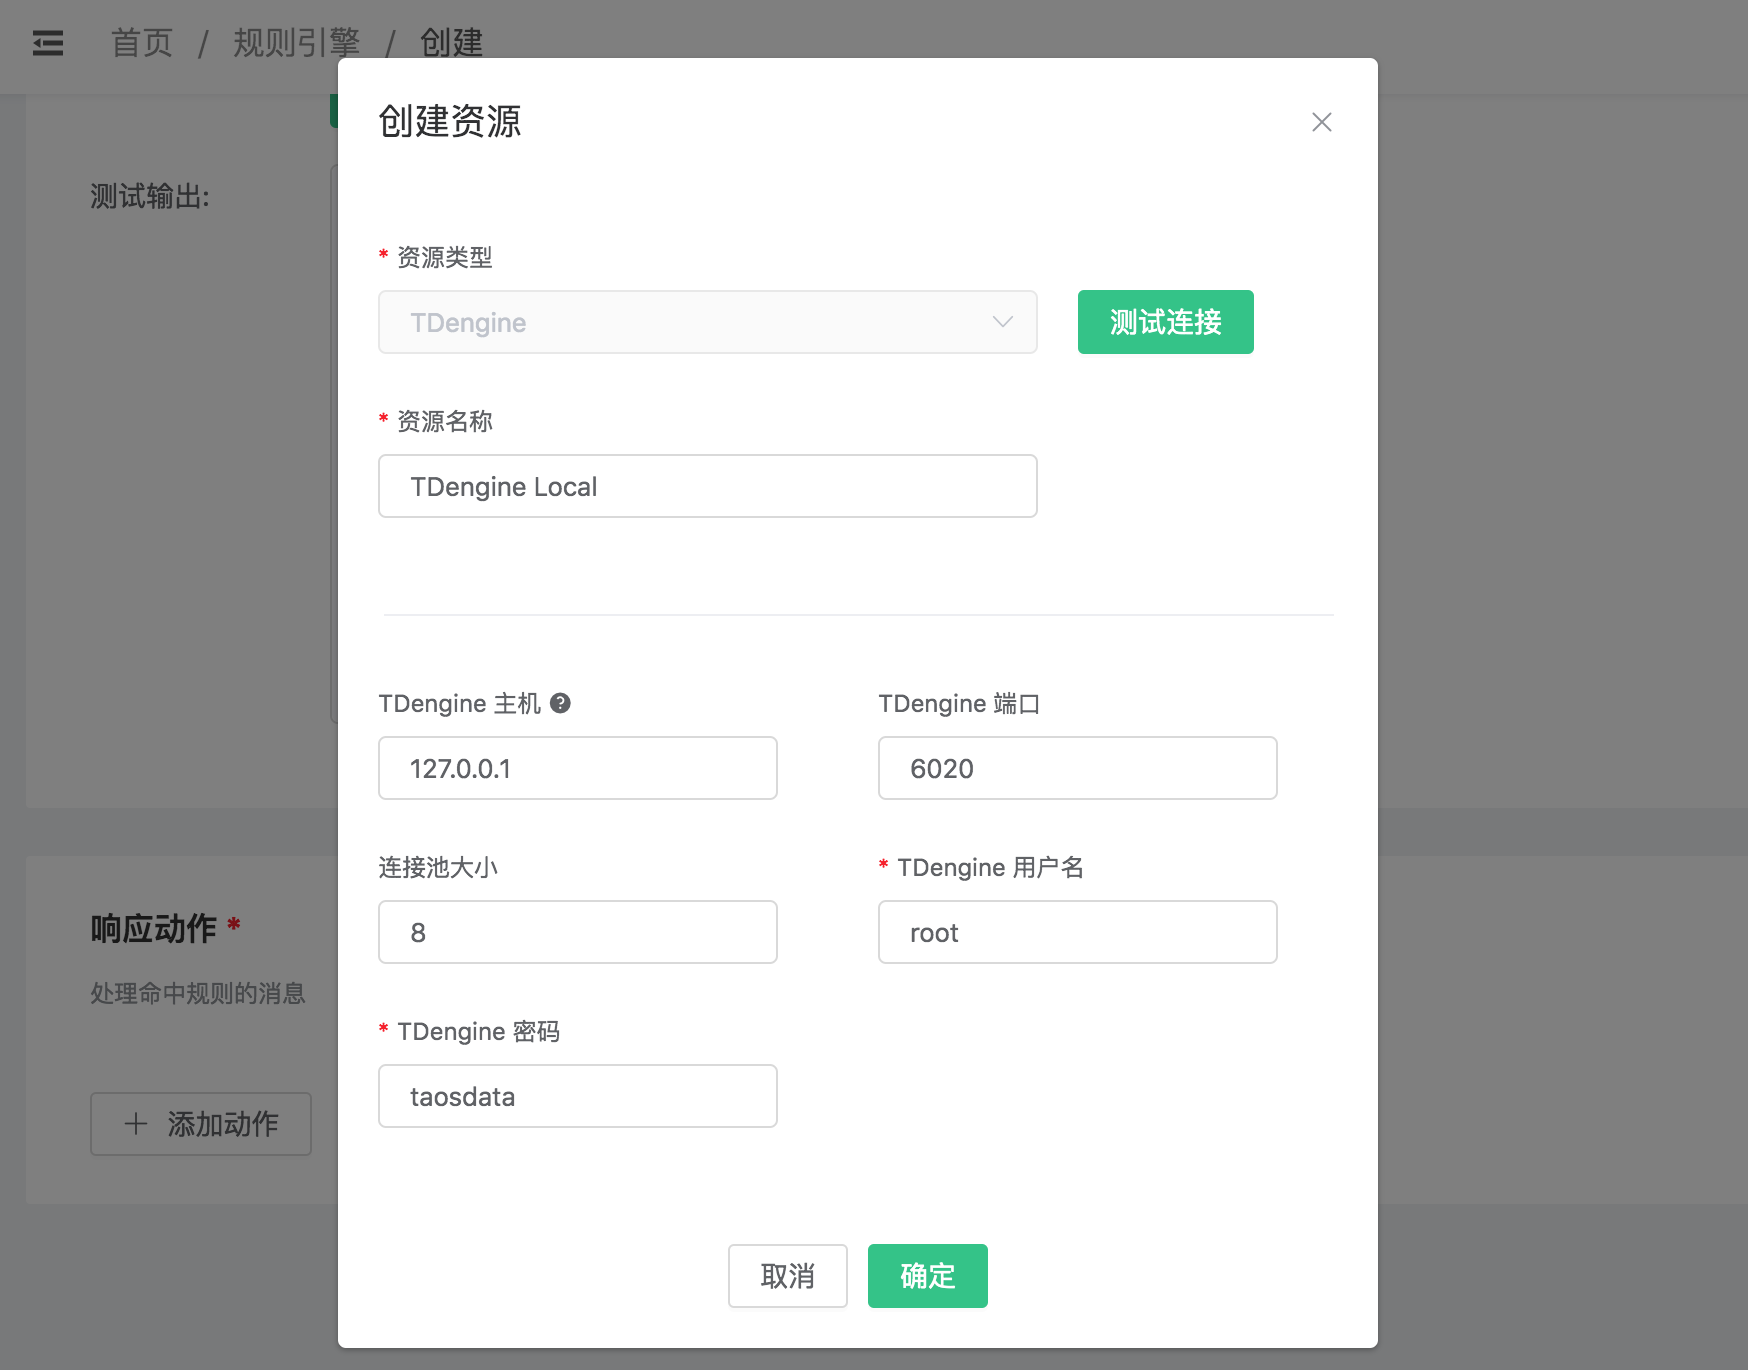 首页 / 规则引擎 / 创建
创建资源
测试输出:
* 资源类型
TDengine
测试连接
* 资源名称
TDengine Local
TDengine 主机 ?
TDengine 端口
127.0.0.1
6020
连接池大小
* TDengine 用户名
8
root
响应动作 *
处理命中规则的消息
* TDengine 密码
taosdata
+ 添加动作
取消
确定